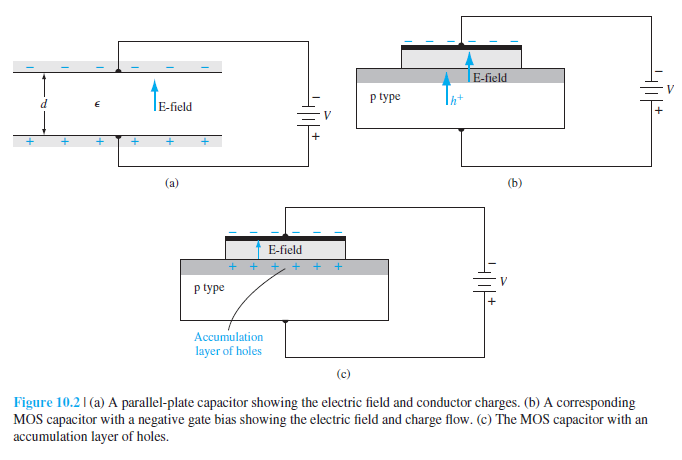 − − − − − −
d
ϵ
E-field
V
−
+
+ + + + + +
(a)
− − − − − −
E-field
p type
h+
V
−
+
(b)
− − − − − −
E-field
+ + + + + +
p type
V
−
+
Accumulation
layer of holes
(c)
Figure 10.2 | (a) A parallel-plate capacitor showing the electric field and conductor charges. (b) A corresponding
MOS capacitor with a negative gate bias showing the electric field and charge flow. (c) The MOS capacitor with an
accumulation layer of holes.